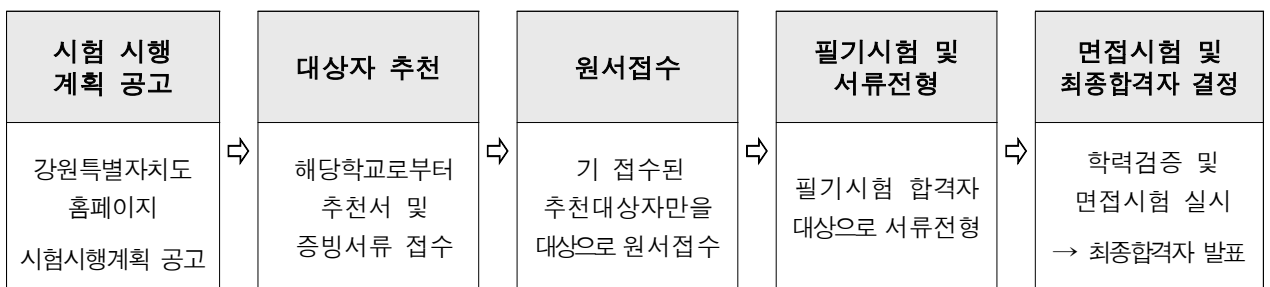 시험 시행
계획 공고
강원특별자치도
홈페이지
시험시행계획 공고
⇨
대상자 추천
해당학교로부터
추천서 및
증빙서류 접수
⇨
원서접수
기 접수된
추천대상자만을
대상으로 원서접수
⇨
필기시험 및
서류전형
필기시험 합격자
대상으로 서류전형
⇨
면접시험 및
최종합격자 결정
학력검증 및
면접시험 실시
→ 최종합격자 발표